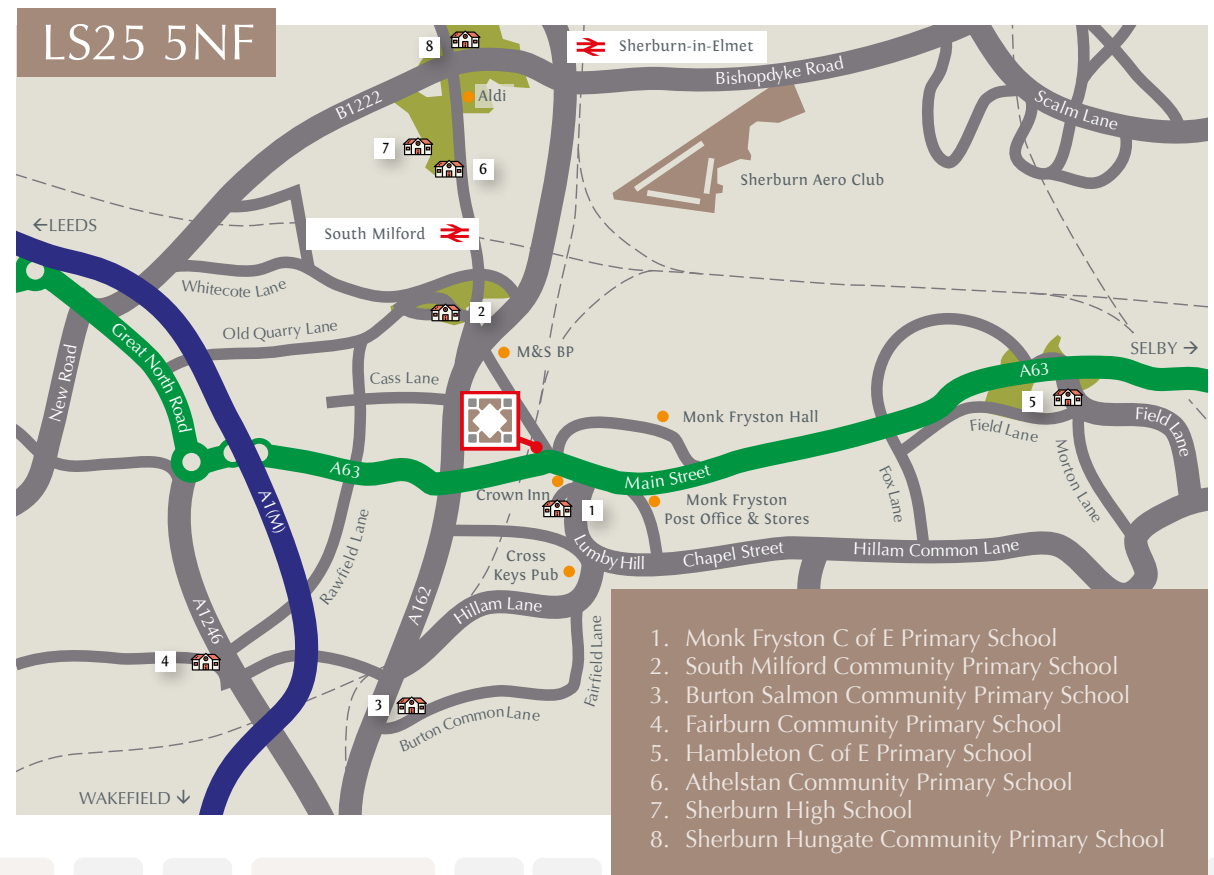 LS25 5NF
8
Sherburn-in-Elmet
Bishopdyke Road
B1222
Aldi
Scalm Lane
7
6
Sherburn Aero Club
←LEEDS
South Milford
Whitecote Lane
2
Old Quarry Lane
Great North Road
M&S BP
SELBY →
New Road
Cass Lane
A63
5
Monk Fryston Hall
Field Lane
Field Lane
A63
Main Street
Fox Lane
Morton Lane
A1(M)
Crown Inn
1
Monk Fryston
Post Office & Stores
Rawfield Lane
Lumby Hill
Chapel Street
Hillam Common Lane
Cross
Keys Pub
A162
Hillam Lane
A1246
Fairfield Lane
4
3
Burton Common Lane
WAKEFIELD ↓
1. Monk Fryston C of E Primary School
2. South Milford Community Primary School
3. Burton Salmon Community Primary School
4. Fairburn Community Primary School
5. Hambleton C of E Primary School
6. Athelstan Community Primary School
7. Sherburn High School
8. Sherburn Hungate Community Primary School